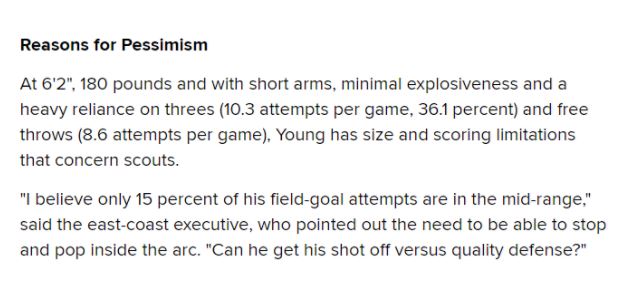 Reasons for Pessimism
At 6'2", 180 pounds and with short arms, minimal explosiveness and a
heavy reliance on threes (10.3 attempts per game, 36.1 percent) and free
throws (8.6 attempts per game), Young has size and scoring limitations
that concern scouts.
"I believe only 15 percent of his field-goal attempts are in the mid-range,"
said the east-coast executive, who pointed out the need to be able to stop
and pop inside the arc. "Can he get his shot off versus quality defense?"